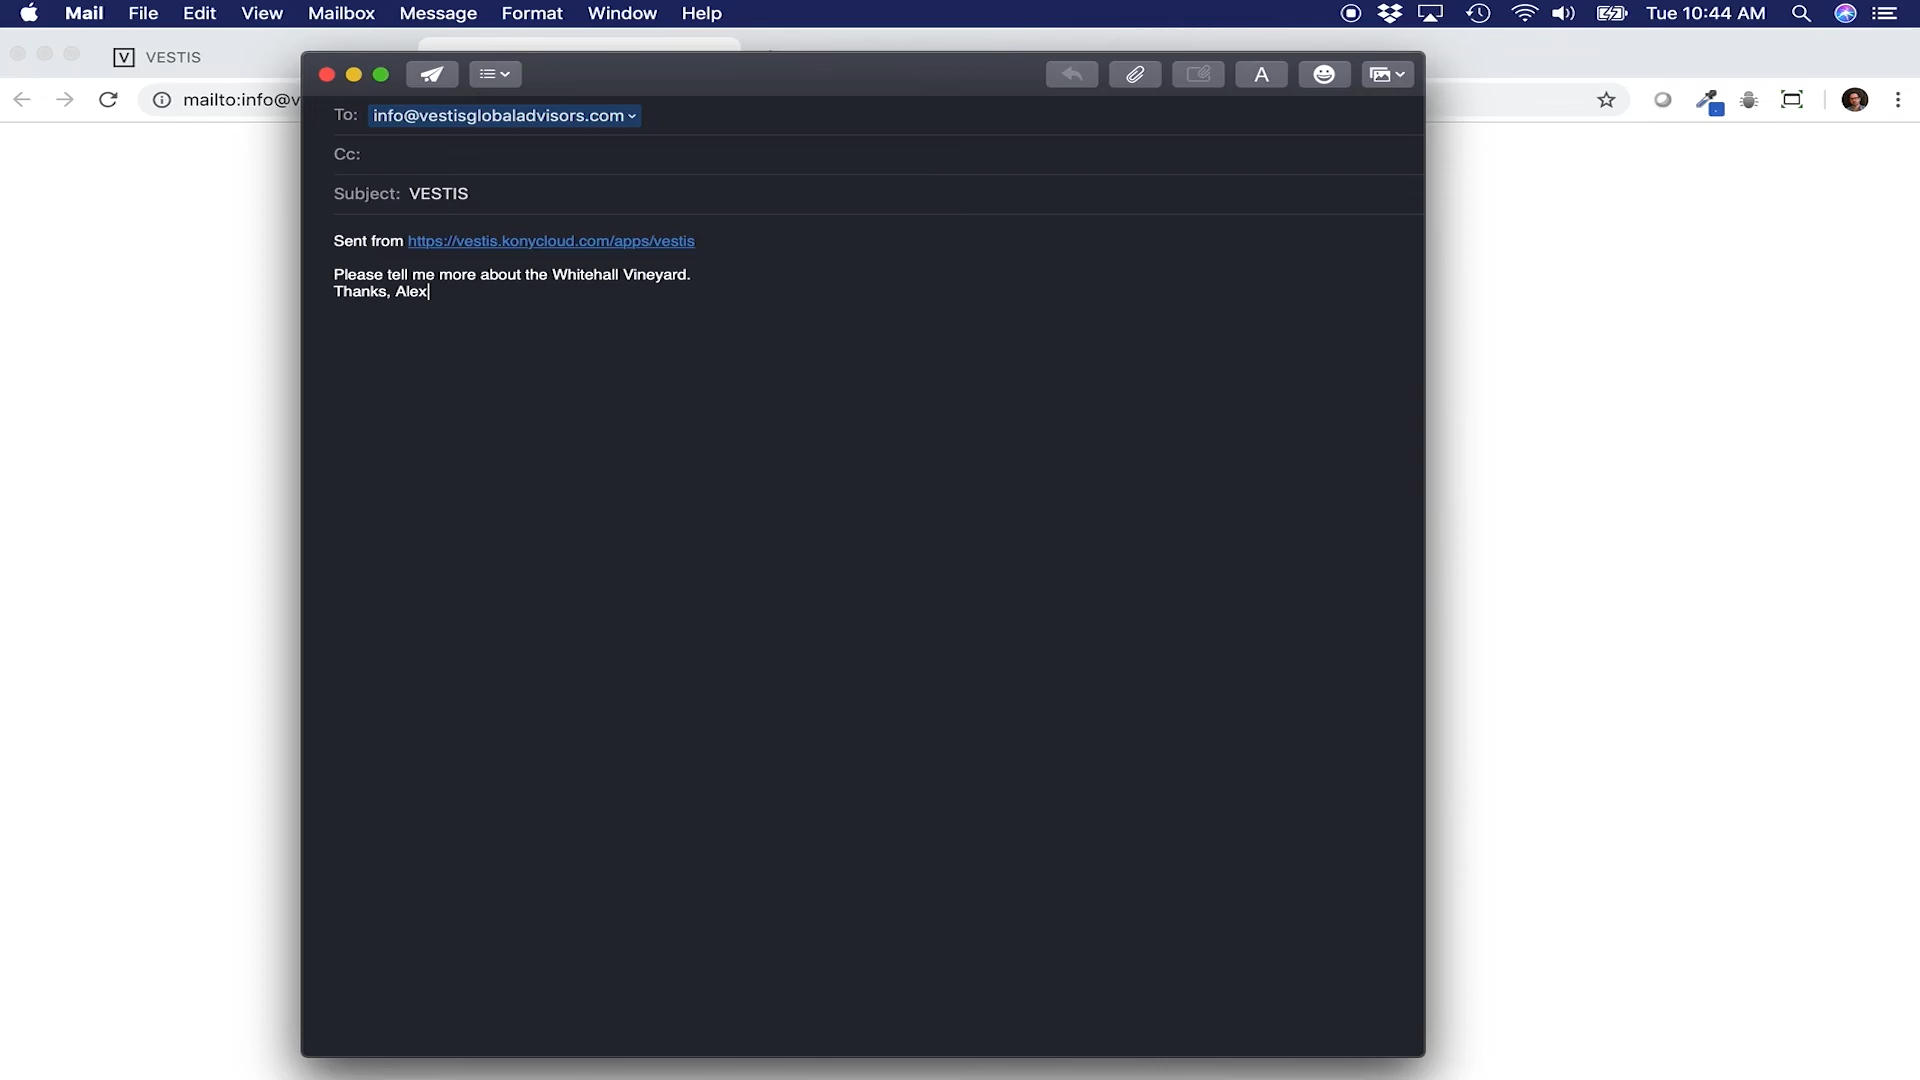 Mail File Edit View Mailbox Message Format Window Help Tue 10:44 AM
V VESTIS
mailto:info@v
To: info@vestisglobaladvisors.com
Cc:
Subject: VESTIS
Sent from https://vestis.konycloud.com/apps/vestis
Please tell me more about the Whitehall Vineyard.
Thanks, Alex